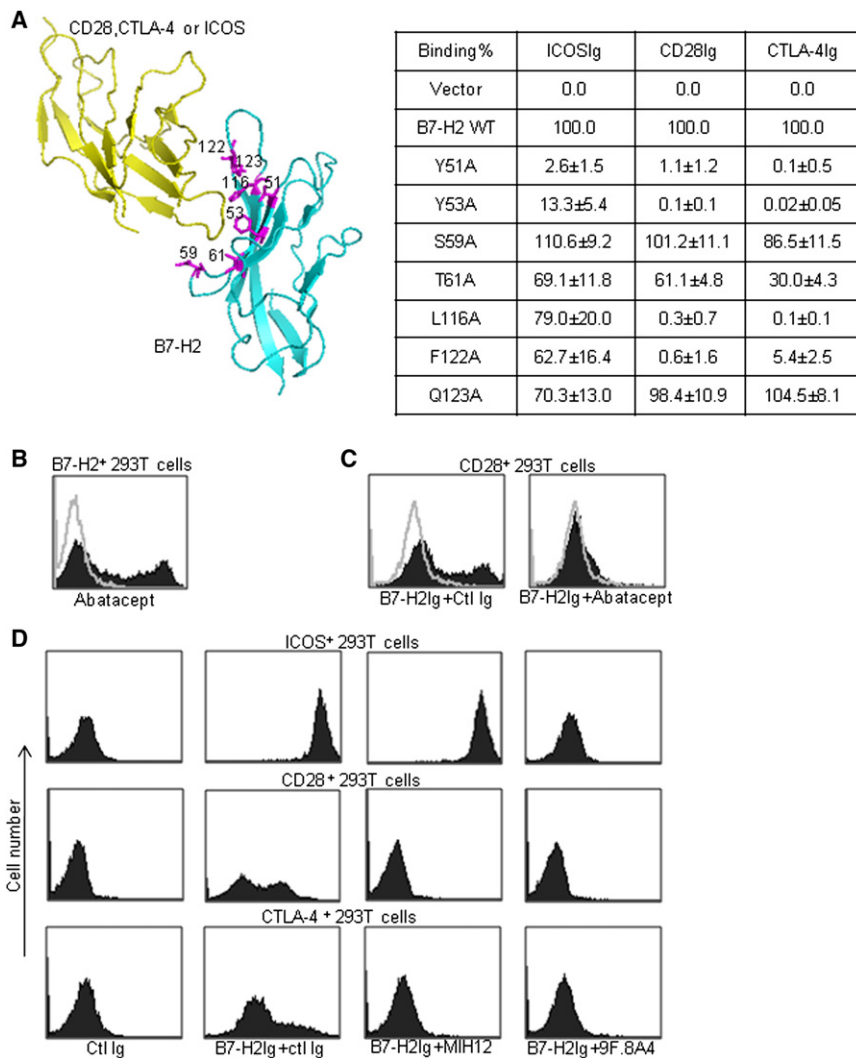 A
CD28,CTLA-4 or ICOS
122
123
116
51
53
59
61
B7-H2
Binding% ICOSIg CD28Ig CTLA-4Ig
Vector 0.0 0.0 0.0
B7-H2 WT 100.0 100.0 100.0
Y51A 2.6±1.5 1.1±1.2 0.1±0.5
Y53A 13.3±5.4 0.1±0.1 0.02±0.05
S59A 110.6±9.2 101.2±11.1 86.5±11.5
T61A 69.1±11.8 61.1±4.8 30.0±4.3
L116A 79.0±20.0 0.3±0.7 0.1±0.1
F122A 62.7±16.4 0.6±1.6 5.4±2.5
Q123A 70.3±13.0 98.4±10.9 104.5±8.1
B
B7-H2+ 293T cells
Abatacept
C
CD28+ 293T cells
B7-H2Ig+Ctl Ig
B7-H2Ig+Abatacept
D
ICOS+ 293T cells
CD28+ 293T cells
CTLA-4 + 293T cells
Cell number
Ctl Ig
B7-H2Ig+ctl Ig
B7-H2Ig+MIH12
B7-H2Ig+9F.8A4